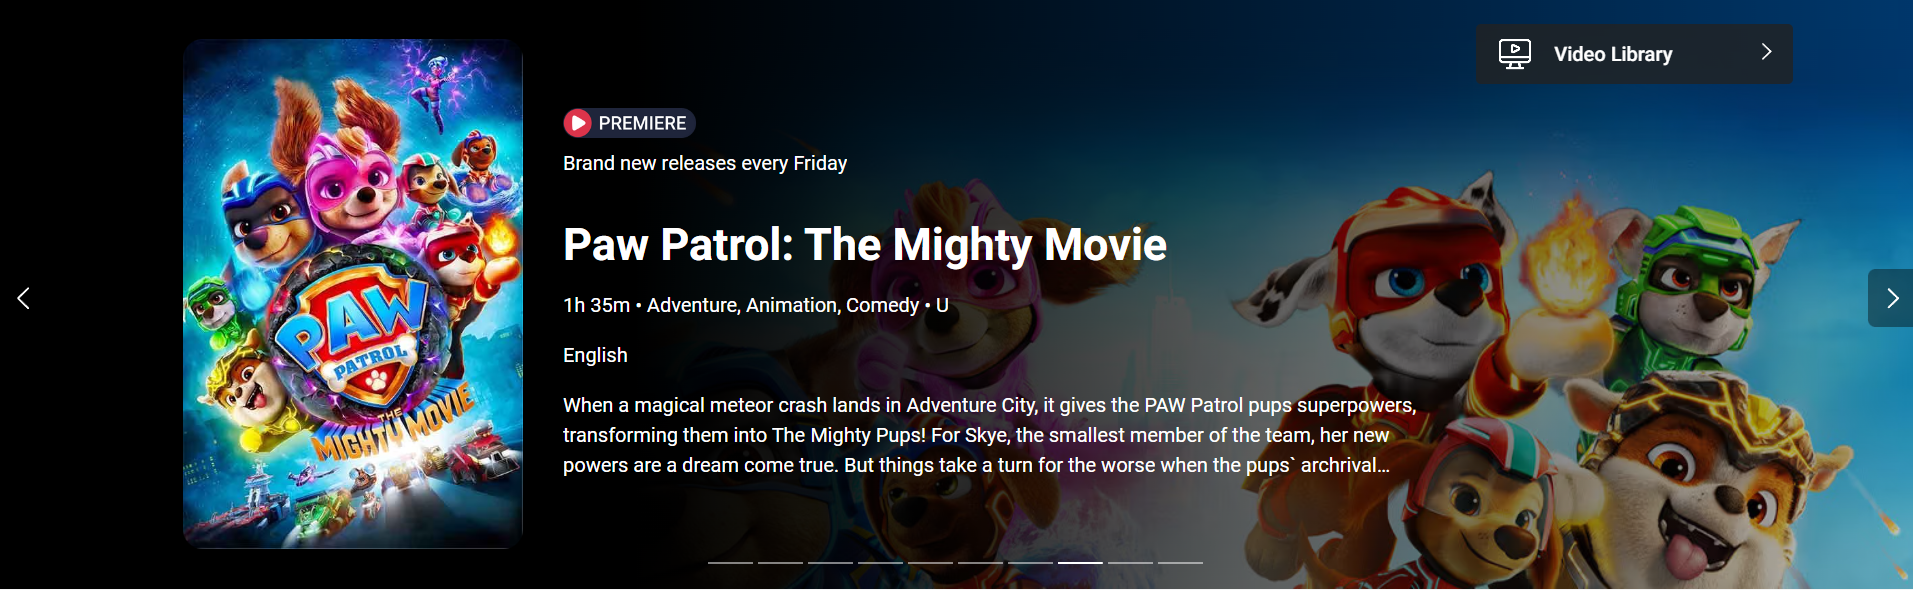 Video Library
PREMIERE
Brand new releases every Friday
Paw Patrol: The Mighty Movie
1h 35m • Adventure, Animation, Comedy • U
English
When a magical meteor crash lands in Adventure City, it gives the PAW Patrol pups superpowers,
transforming them into The Mighty Pups! For Skye, the smallest member of the team, her new
powers are a dream come true. But things take a turn for the worse when the pups` archrival...
PAW
PATROL
THE
MIGHTY MOVIE